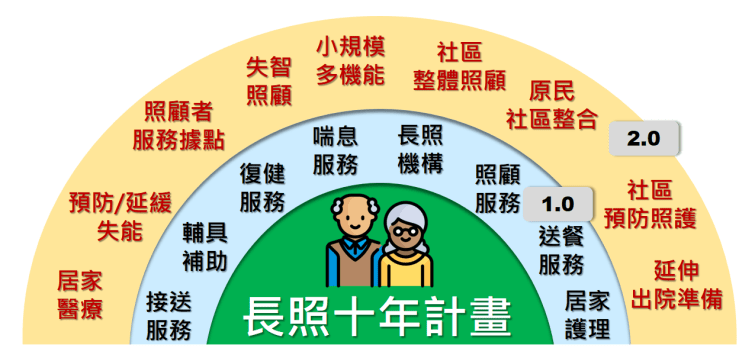 居家
醫療
預防/延緩
失能
照顧者
服務據點
失智
照顧
小規模
多機能
社區
整體照顧
原民
社區整合
2.0
社區
預防照護
延伸
出院準備
接送
服務
輔具
補助
復健
服務
喘息
服務
長照
機構
照顧
服務
1.0
送餐
服務
居家
護理
長照十年計畫